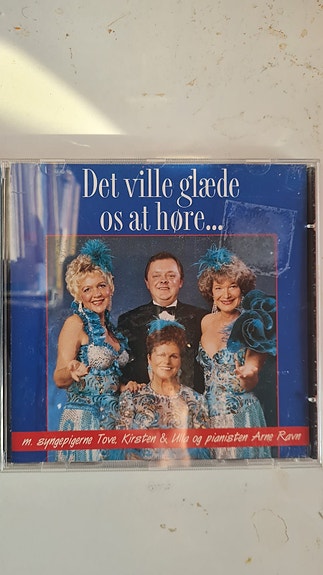 Det ville glæde
os at høre...
m. syngepigerne Tove, Kirsten & Ulla og pianisten Arne Ravn